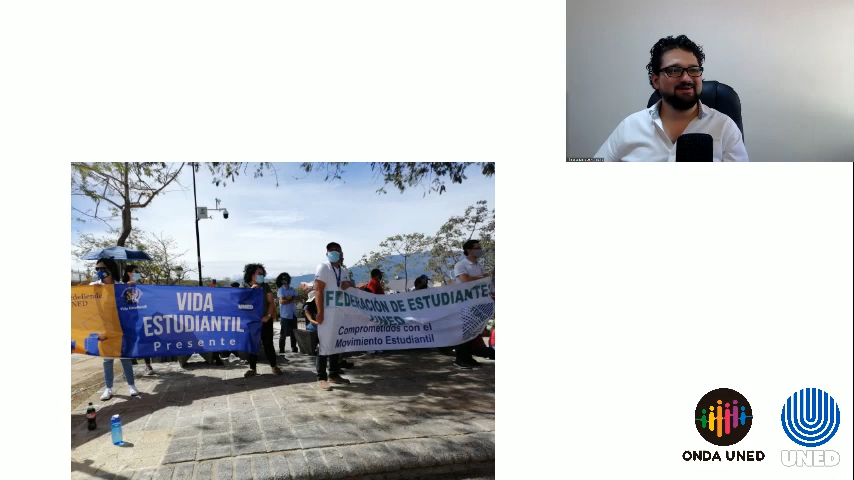 VIDA
ESTUDIANTIL
Presente
FEDERACIÓN DE ESTUDIANTES
UNED
Comprometidos con el
Movimiento Estudiantil
ONDA UNED
UNED